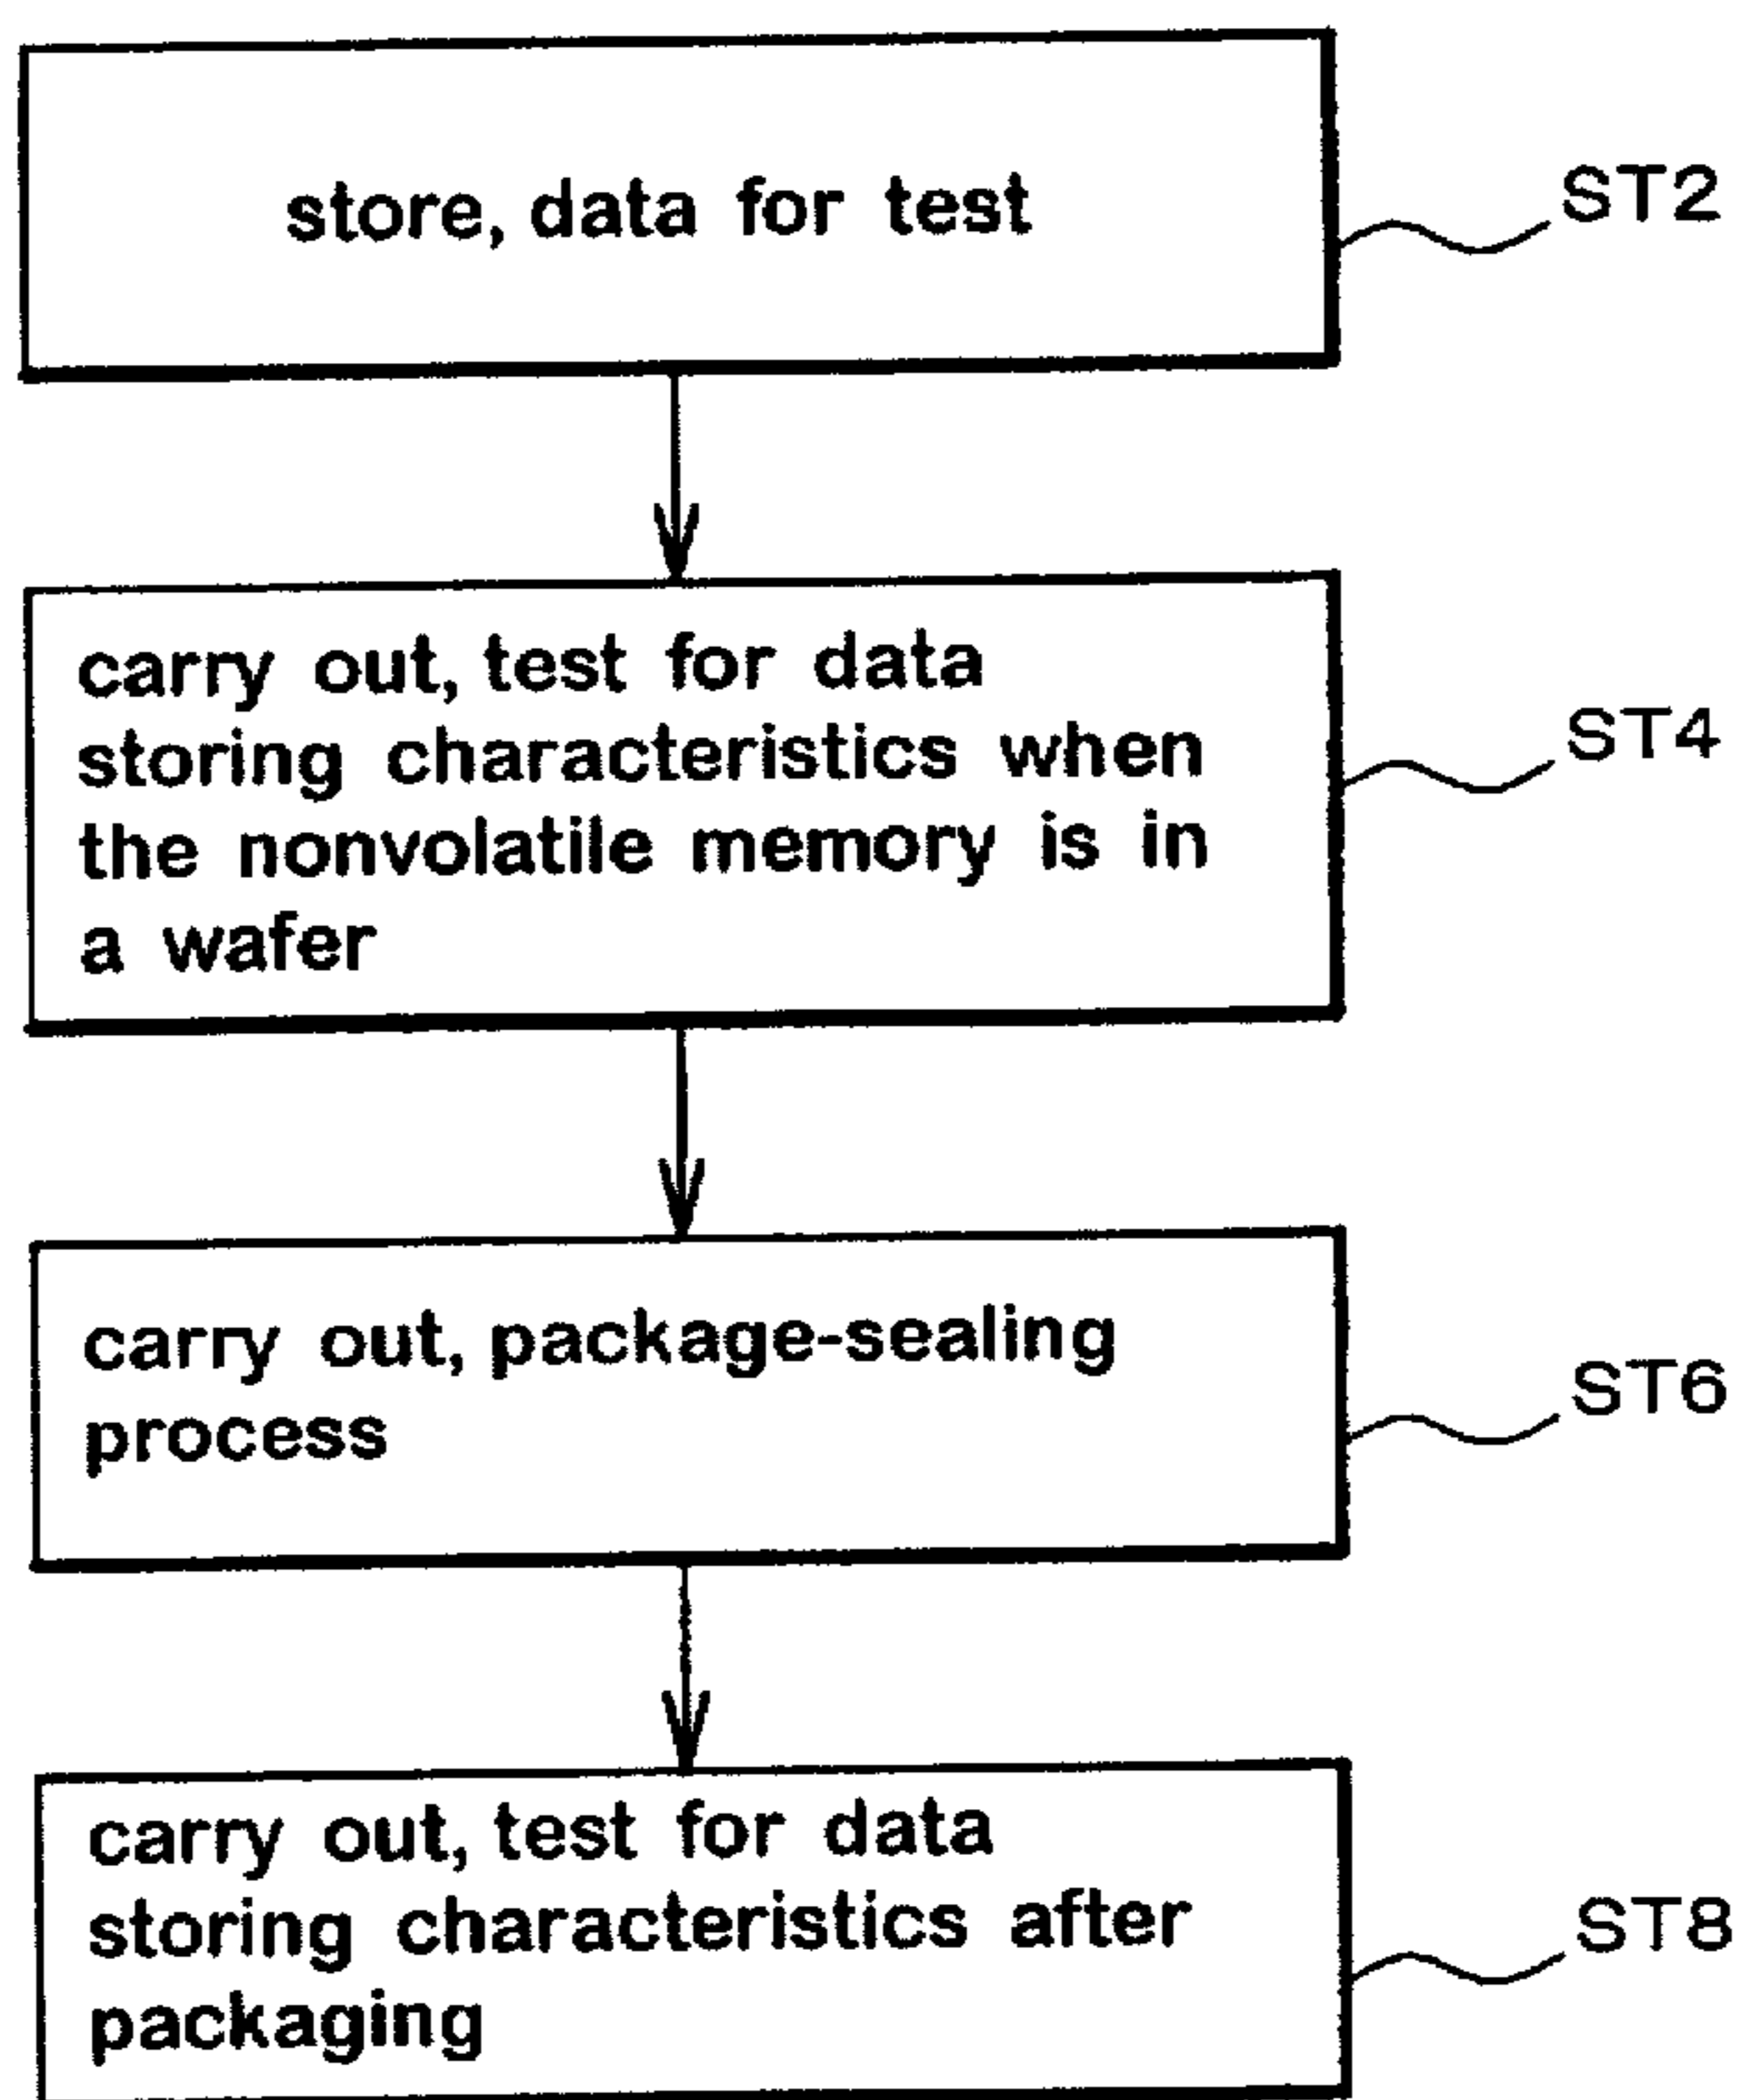 store, data for test
ST2
carry out, test for data
storing characteristics when
the nonvolatile memory is in
a wafer
ST4
carry out, package-sealing
process
ST6
carry out, test for data
storing characteristics after
packaging
ST8